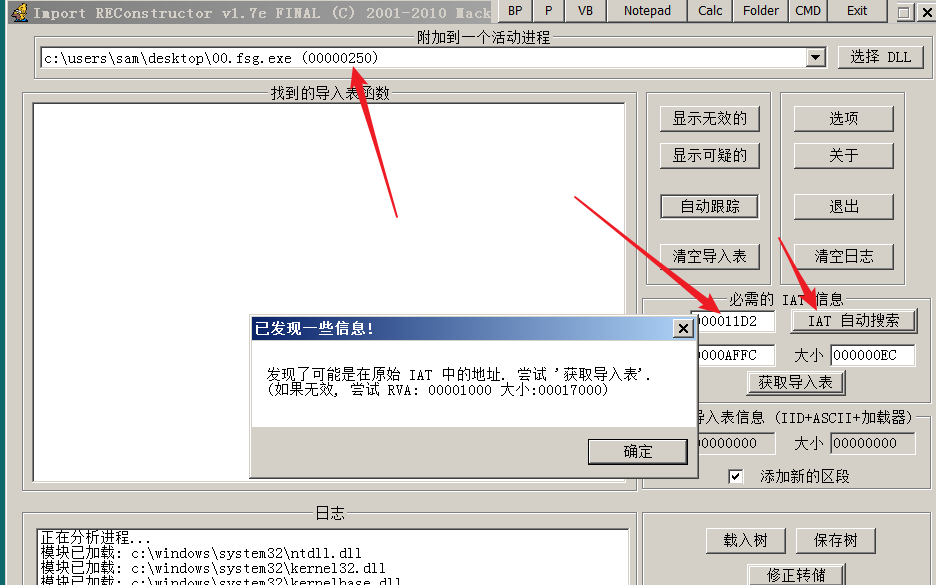 Import REConstructor v1.7e FINAL (C) 2001-2010 Mack
BP P VB Notepad Calc Folder CMD Exit
附加到一个活动进程
c:\users\sam\desktop\00.fsg.exe (00000250)
选择 DLL
找到的导入表函数
显示无效的
选项
显示可疑的
关于
自动跟踪
退出
清空导入表
清空日志
必需的 IAT 信息
000011D2
IAT 自动搜索
0000AFFC
大小 000000EC
获取导入表
导入表信息 (IID+ASCII+加载器)
00000000
大小 00000000
添加新的区段
已发现一些信息!
发现了可能是在原始 IAT 中的地址. 尝试 '获取导入表'.
(如果无效, 尝试 RVA: 00001000 大小:00017000)
确定
日志
正在分析进程...
模块已加载: c:\windows\system32\ntdll.dll
模块已加载: c:\windows\system32\kernel32.dll
模块已加载: c:\windows\system32\kernelbase.dll
载入树
保存树
修正转储